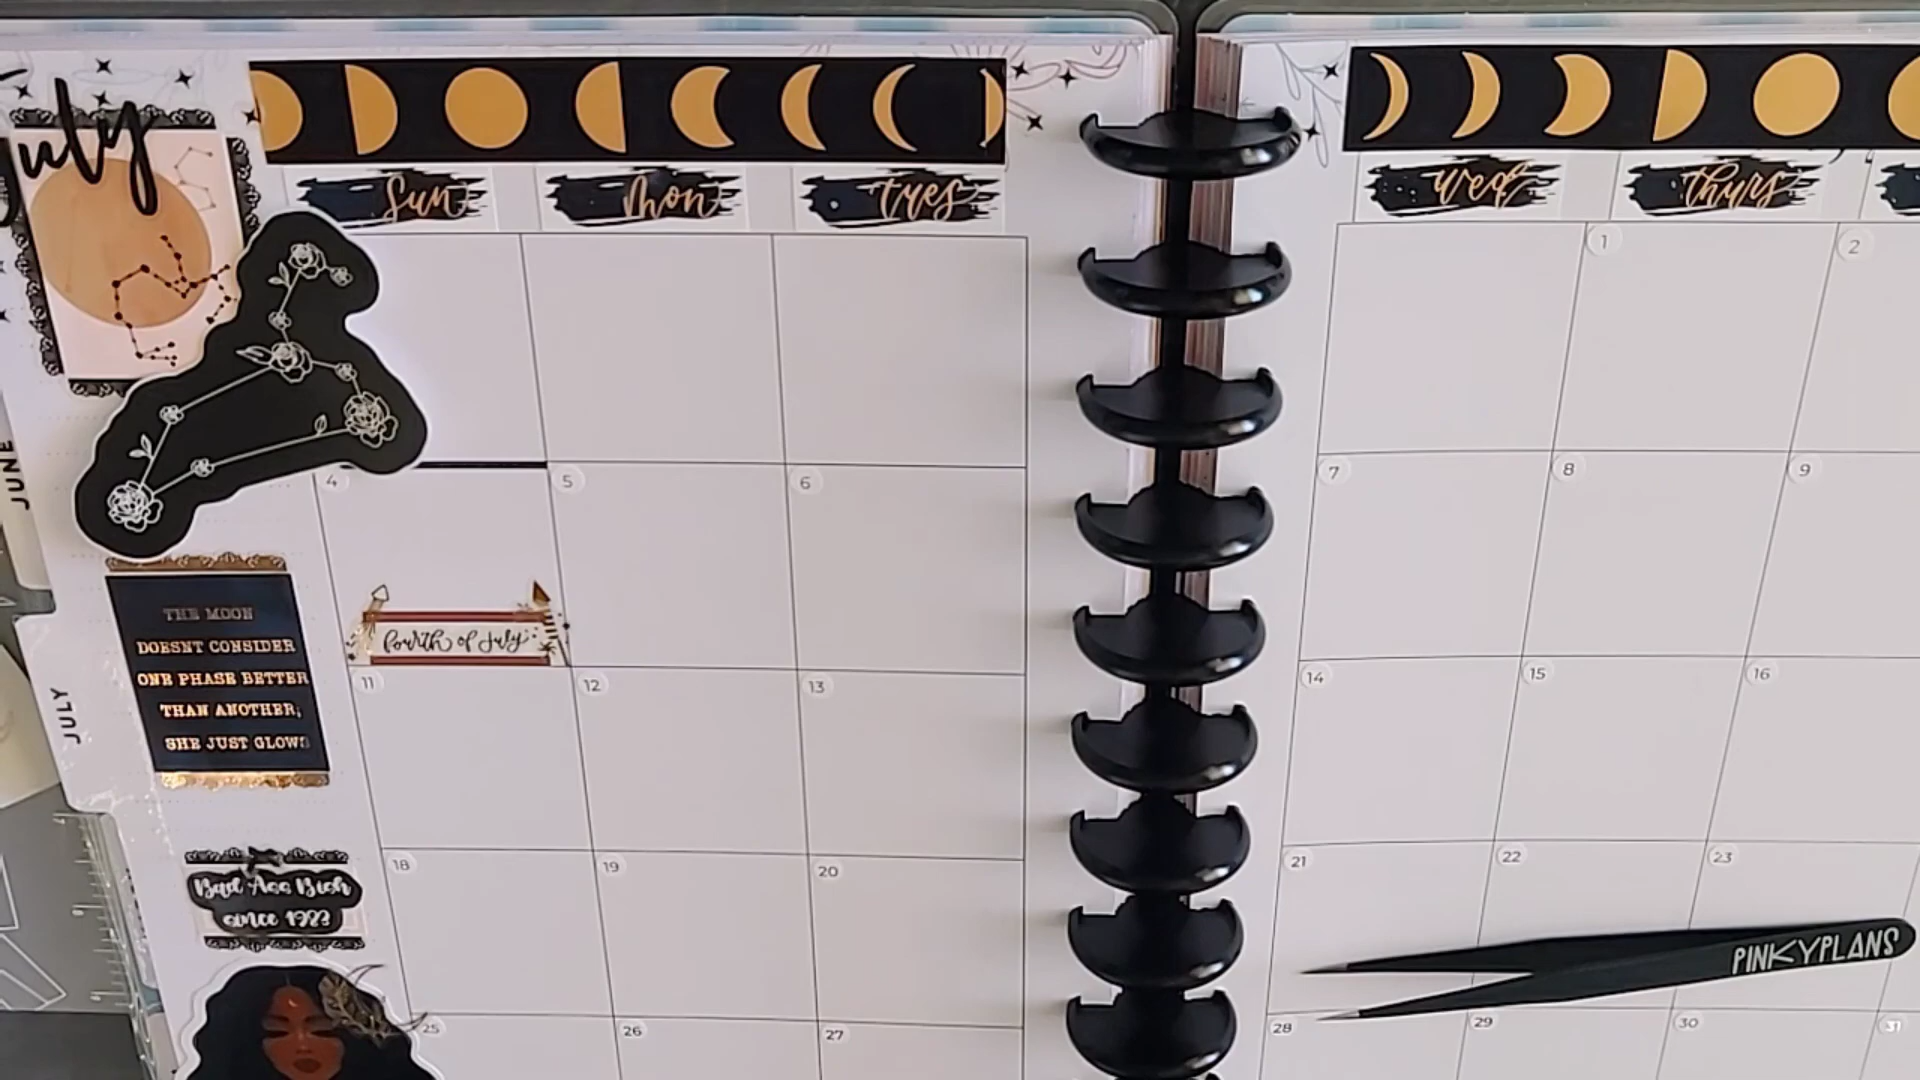 July
Sun
Mon
Tues
wed
thurs
1
2
JUNE
4
5
6
7
8
9
fourth of july
THE MOON
DOESNT CONSIDER
ONE PHASE BETTER
THAN ANOTHER;
SHE JUST GLOWS
JULY
11
12
13
14
15
16
Bad Ass Bish
since 1983
18
19
20
21
22
23
PINKYPLANS
25
26
27
28
29
30
31